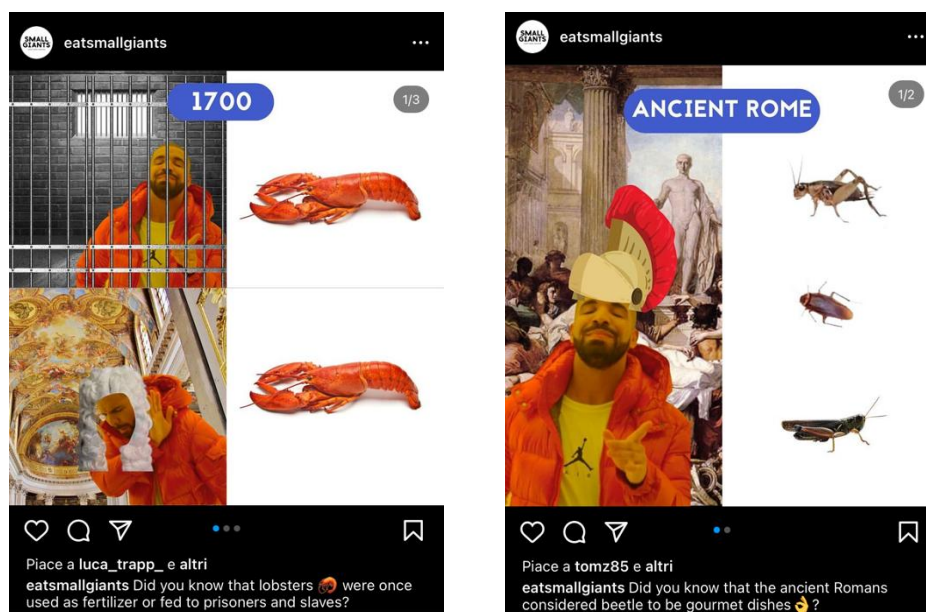 SMALL
GIANTS
eatsmallgiants
1700
1/3
Piace a luca_trapp_ e altri
eatsmallgiants Did you know that lobsters 🦞 were once
used as fertilizer or fed to prisoners and slaves?
SMALL
GIANTS
eatsmallgiants
ANCIENT ROME
1/2
Piace a tomz85 e altri
eatsmallgiants Did you know that the ancient Romans
considered beetle to be gourmet dishes👌?